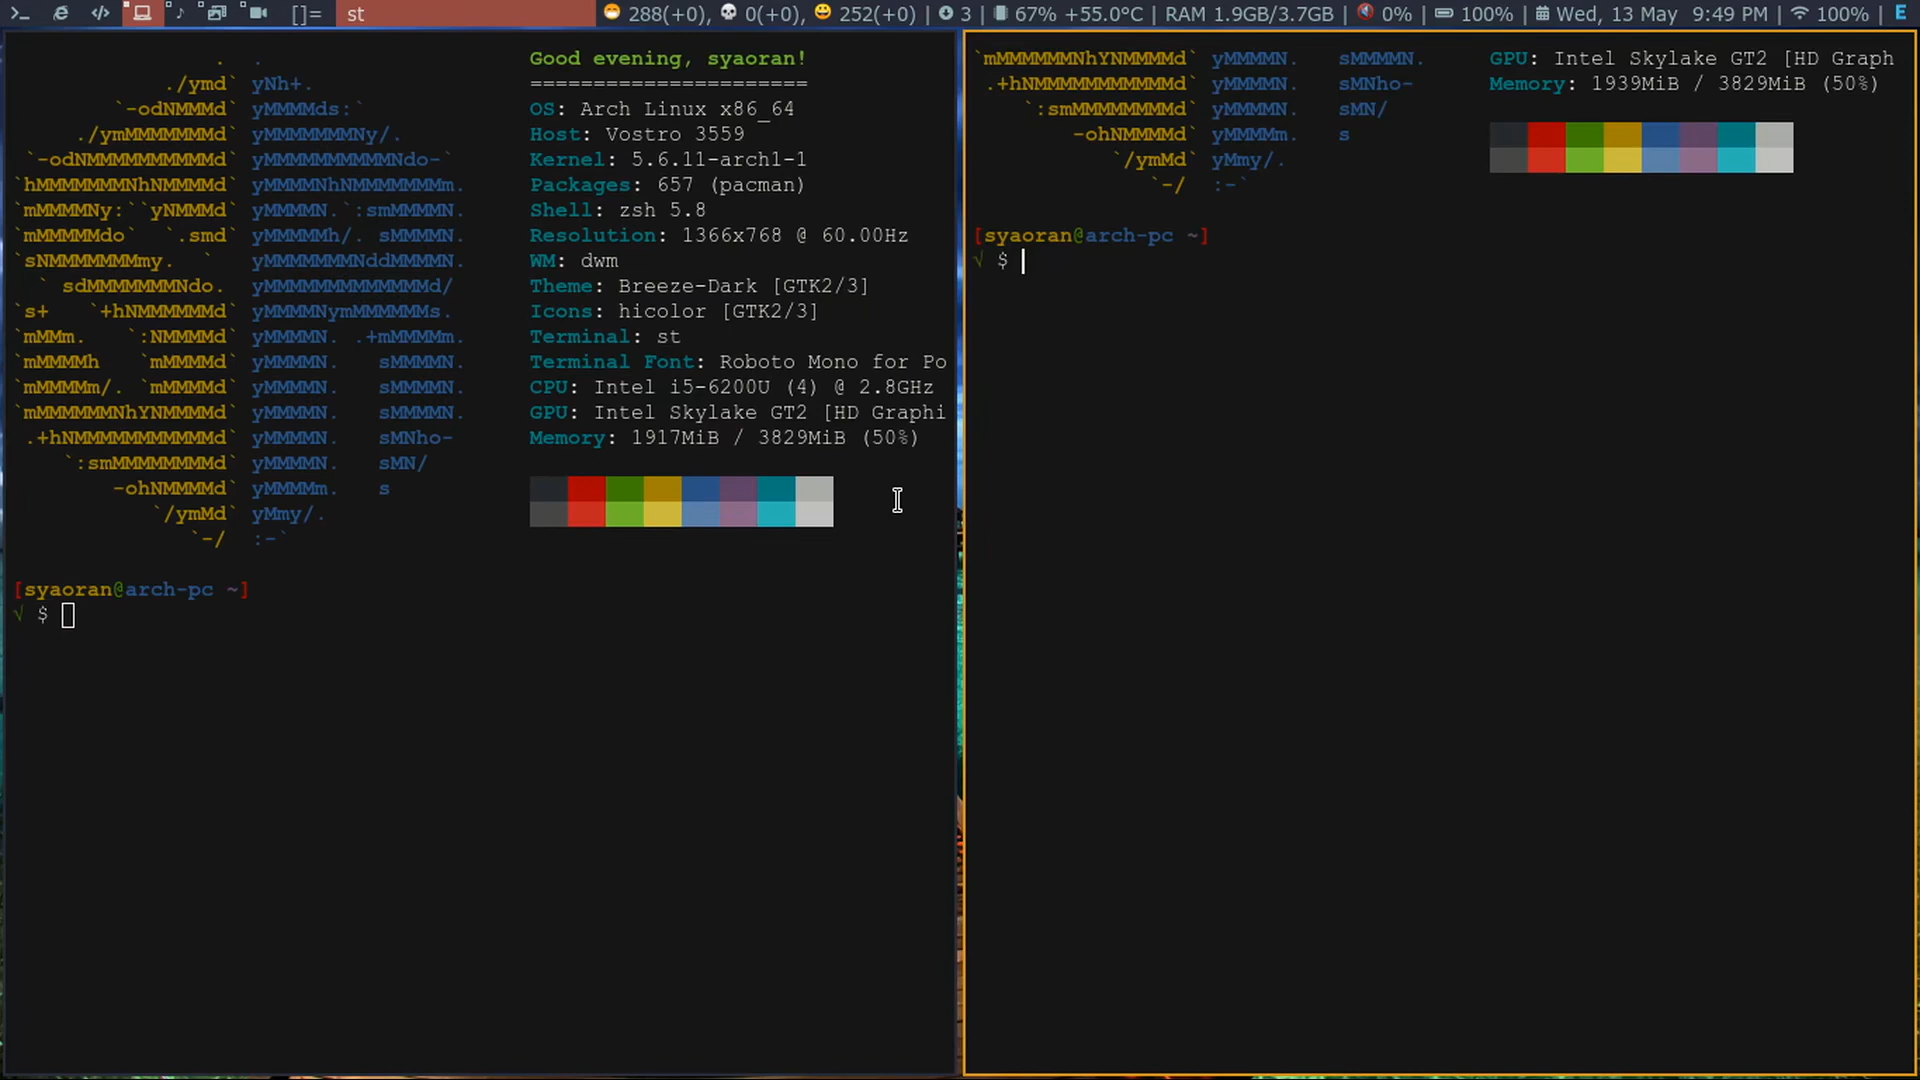 []= st 288(+0), 0(+0), 252(+0) | 3 | 67% +55.0°C | RAM 1.9GB/3.7GB | 0% | 100% | Wed, 13 May 9:49 PM | 100% | E
Good evening, syaoran!
======================
OS: Arch Linux x86_64
Host: Vostro 3559
Kernel: 5.6.11-arch1-1
Packages: 657 (pacman)
Shell: zsh 5.8
Resolution: 1366x768 @ 60.00Hz
WM: dwm
Theme: Breeze-Dark [GTK2/3]
Icons: hicolor [GTK2/3]
Terminal: st
Terminal Font: Roboto Mono for Po
CPU: Intel i5-6200U (4) @ 2.8GHz
GPU: Intel Skylake GT2 [HD Graphi
Memory: 1917MiB / 3829MiB (50%)
[syaoran@arch-pc ~]
√ $
GPU: Intel Skylake GT2 [HD Graph
Memory: 1939MiB / 3829MiB (50%)
[syaoran@arch-pc ~]
√ $